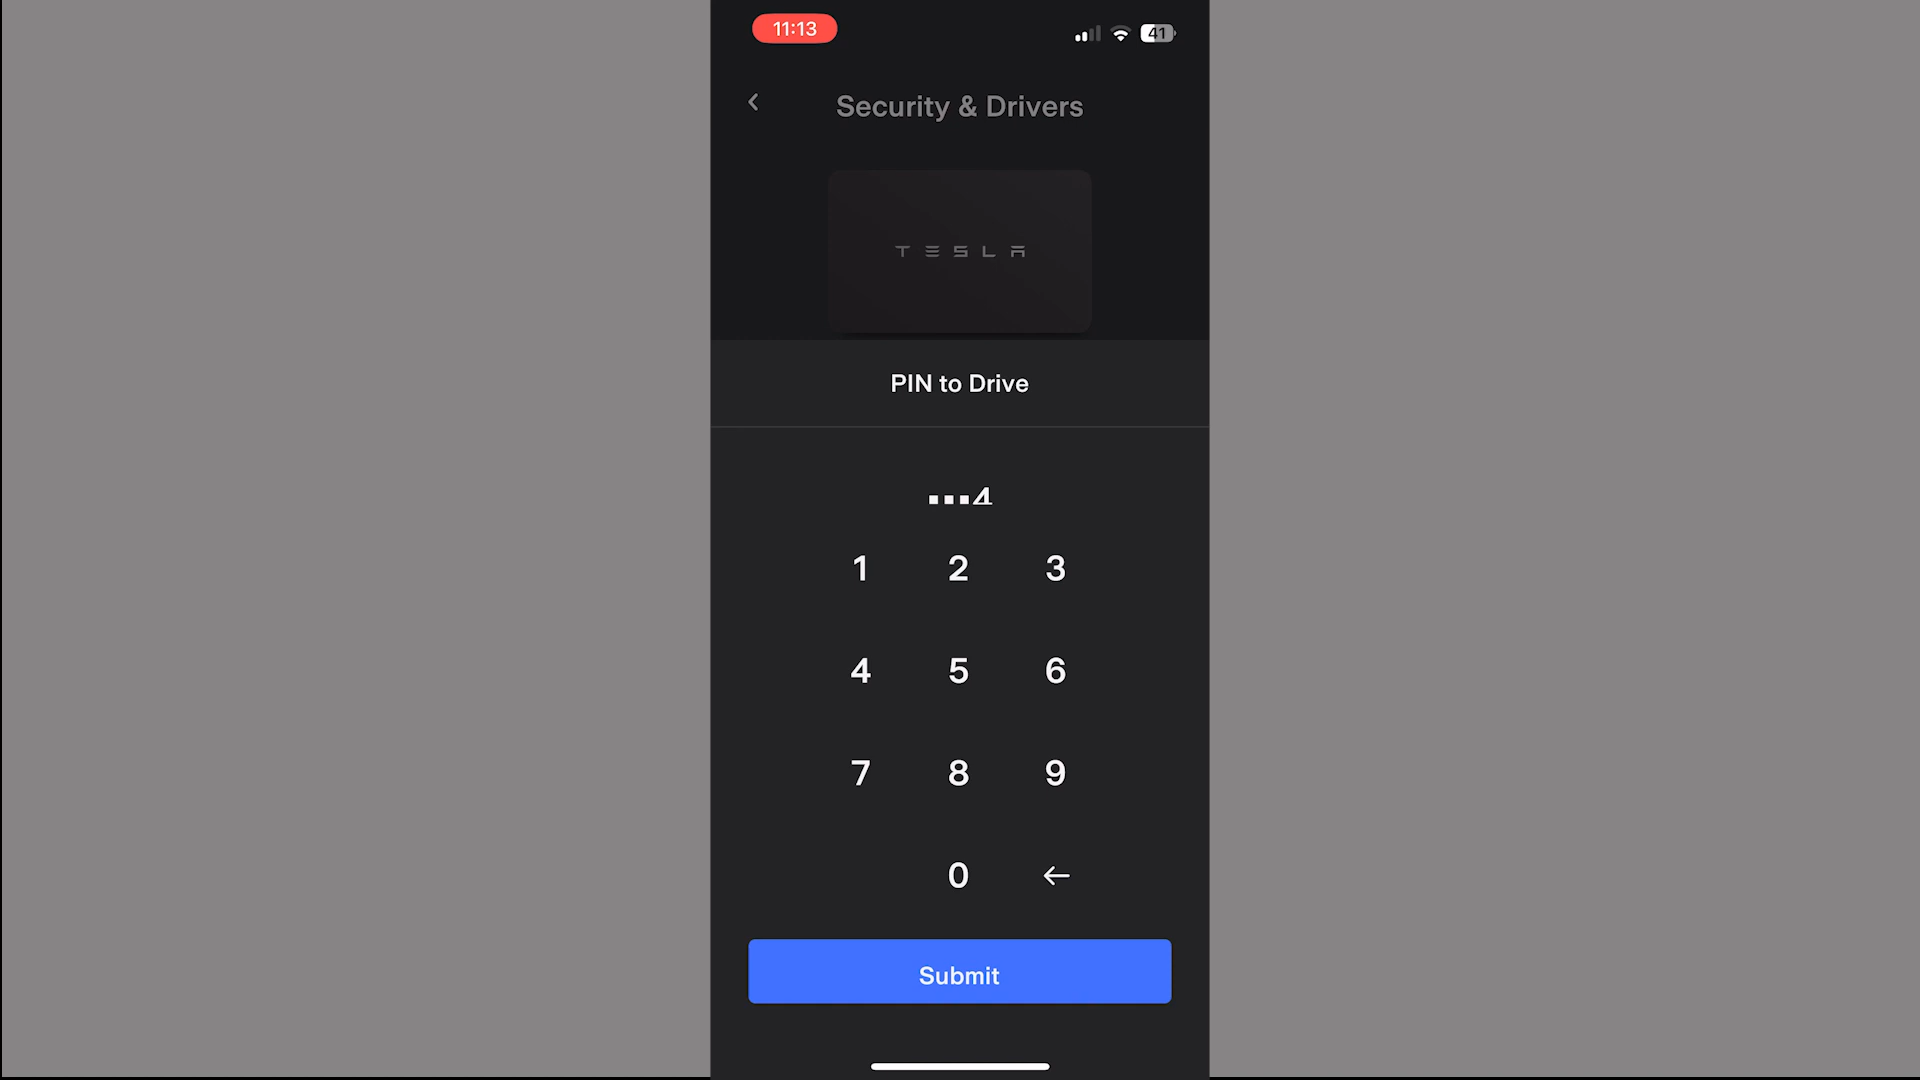 11:13
41
Security & Drivers
TESLA
PIN to Drive
▪▪▪4
1 2 3
4 5 6
7 8 9
0 ←
Submit